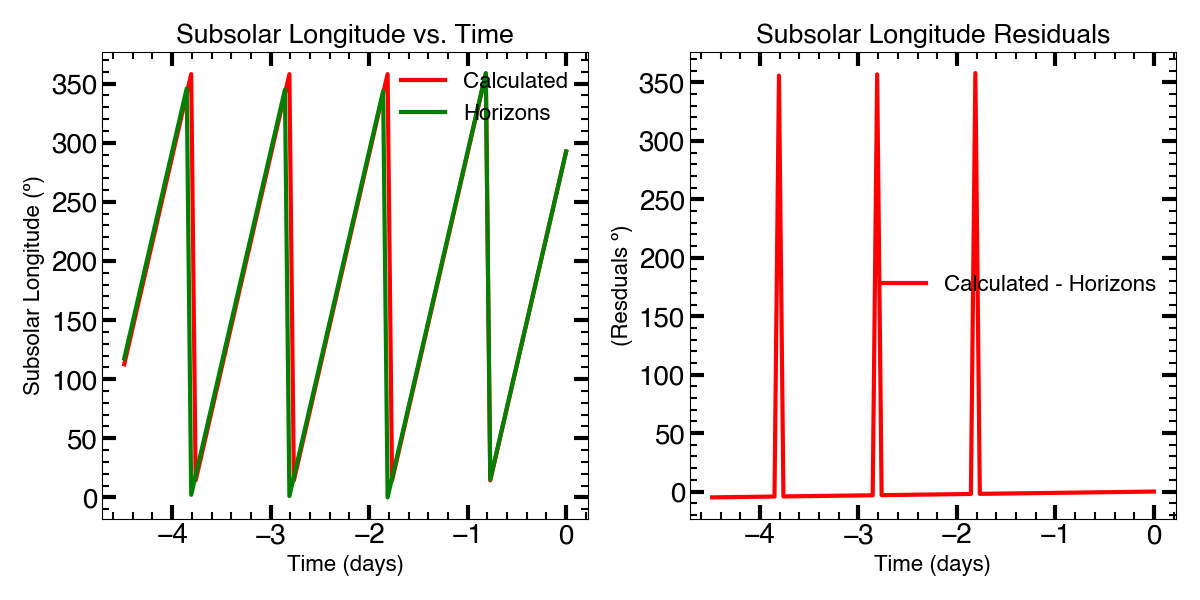 Subsolar Longitude vs. Time
Subsolar Longitude (°)
350
300
250
200
150
100
50
0
Calculated
Horizons
−4
−3
−2
−1
0
Time (days)
Subsolar Longitude Residuals
(Resduals °)
350
300
250
200
150
100
50
0
Calculated - Horizons
−4
−3
−2
−1
0
Time (days)